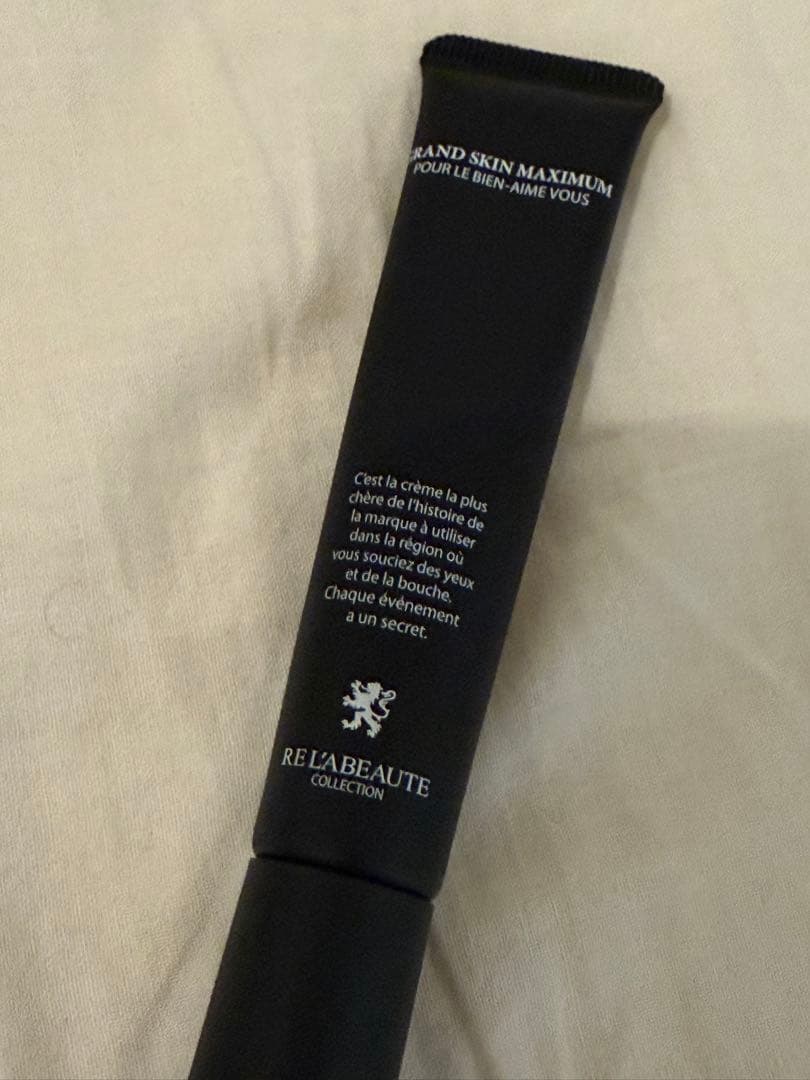 RAND SKIN MAXIMUM
POUR LE BIEN-AIME VOUS
C'est la crème la plus
chère de l'histoire de
la marque à utiliser
dans la région où
vous souciez des yeux
et de la bouche.
Chaque événement
a un secret.
RE L'ABEAUTE
COLLECTION